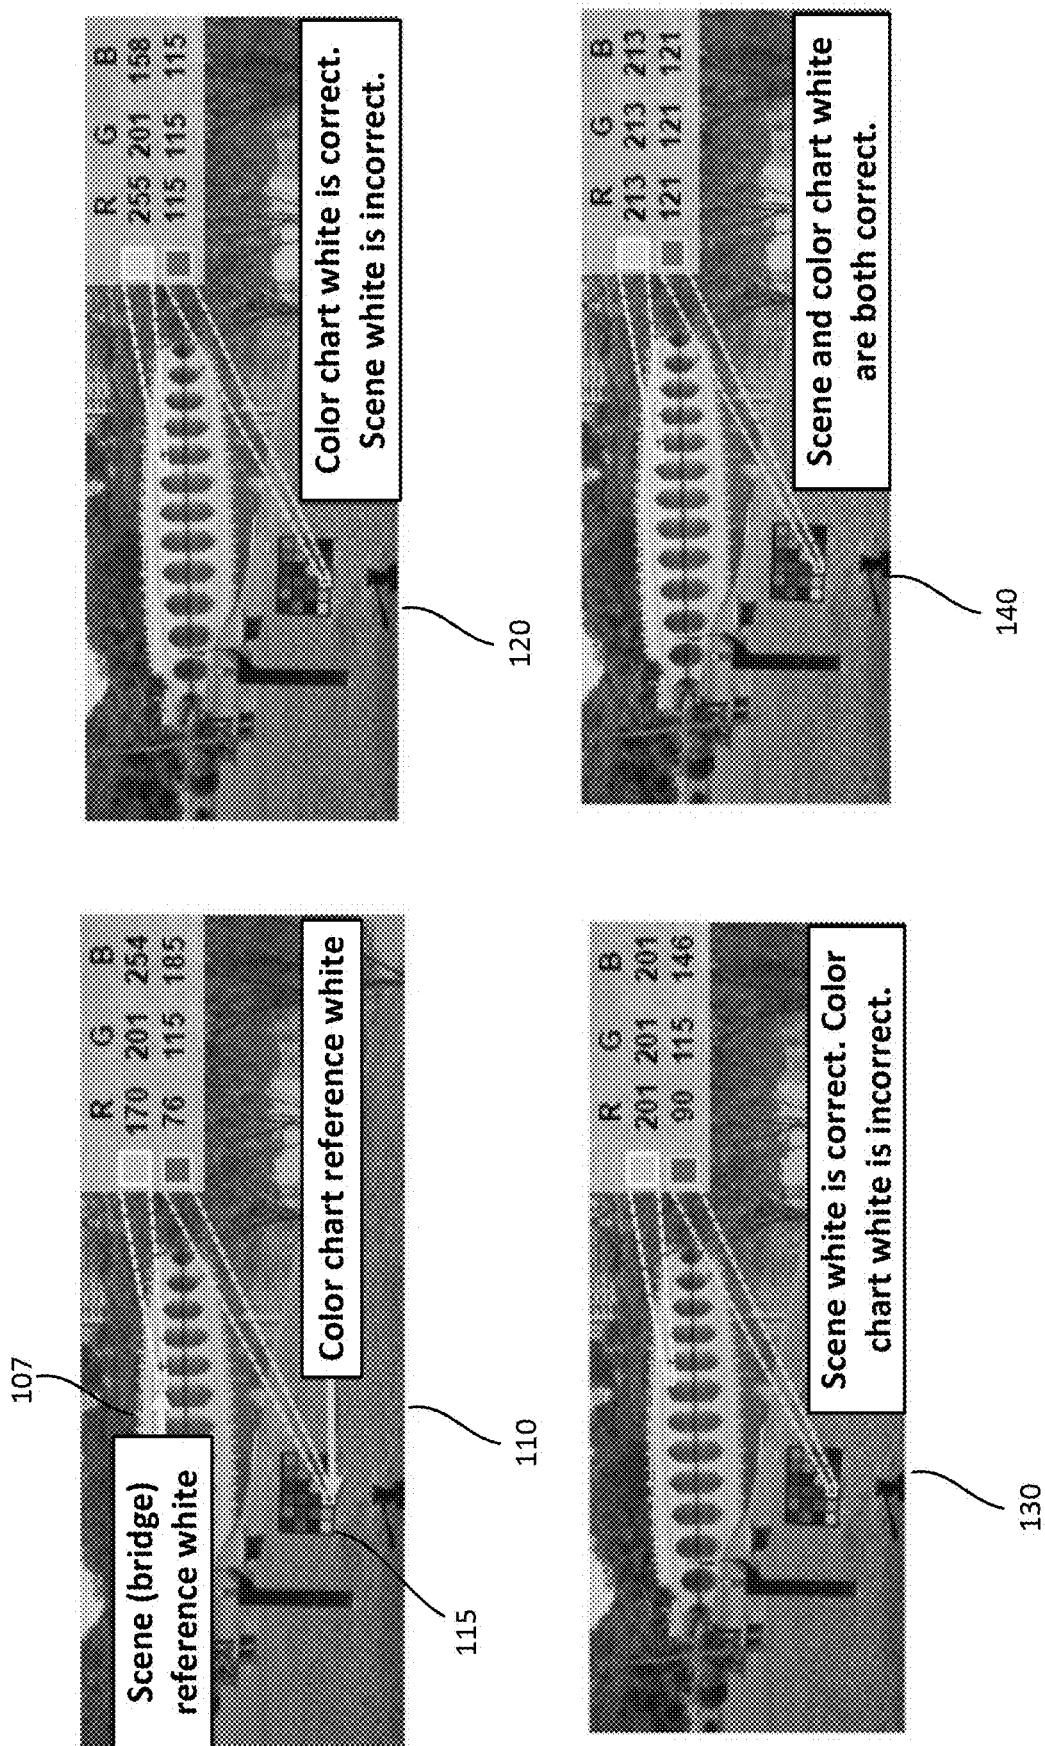 107
Scene (bridge)
reference white
R G B
170 201 254
76 115 185
Color chart reference white
115
110
R G B
255 201 158
115 115 115
Color chart white is correct.
Scene white is incorrect.
120
R G B
201 201 201
90 115 146
Scene white is correct. Color
chart white is incorrect.
130
R G B
213 213 213
121 121 121
Scene and color chart white
are both correct.
140